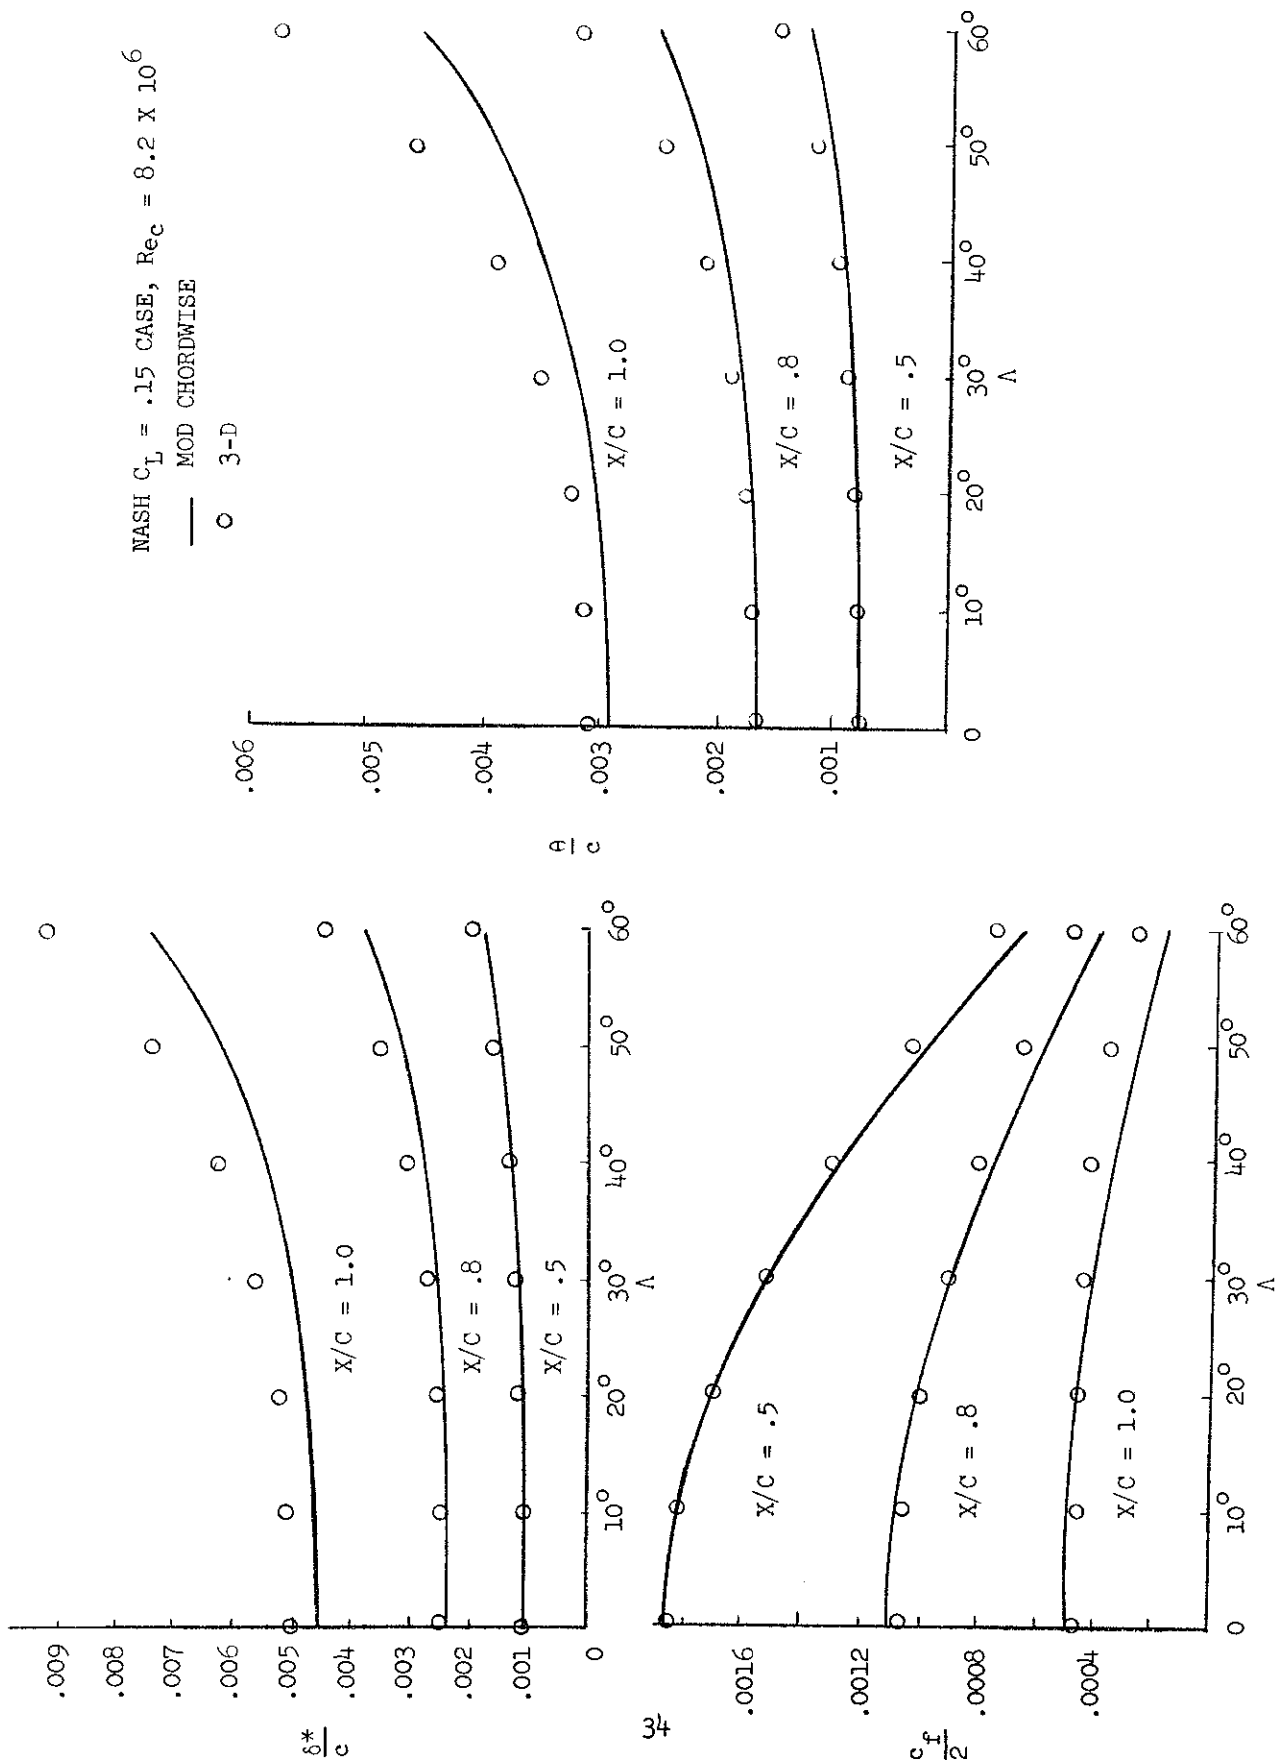 NASH C_L = .15 CASE, Re_c = 8.2 X 10^6
MOD CHORDWISE
3-D
δ*/c
.009
.007
.006
.005
.004
.003
.002
.001
0
X/C = 1.0
X/C = .8
X/C = .5
10° 20° 30° 40° 50° 60°
Λ
θ/c
.006
.005
.004
.003
.002
.001
X/C = 1.0
X/C = .8
X/C = .5
0 10° 20° 30° 40° 50° 60°
Λ
c_f/2
.0016
.0012
.0008
.0004
X/C = .5
X/C = .8
X/C = 1.0
0 10° 20° 30° 40° 50° 60°
Λ
34